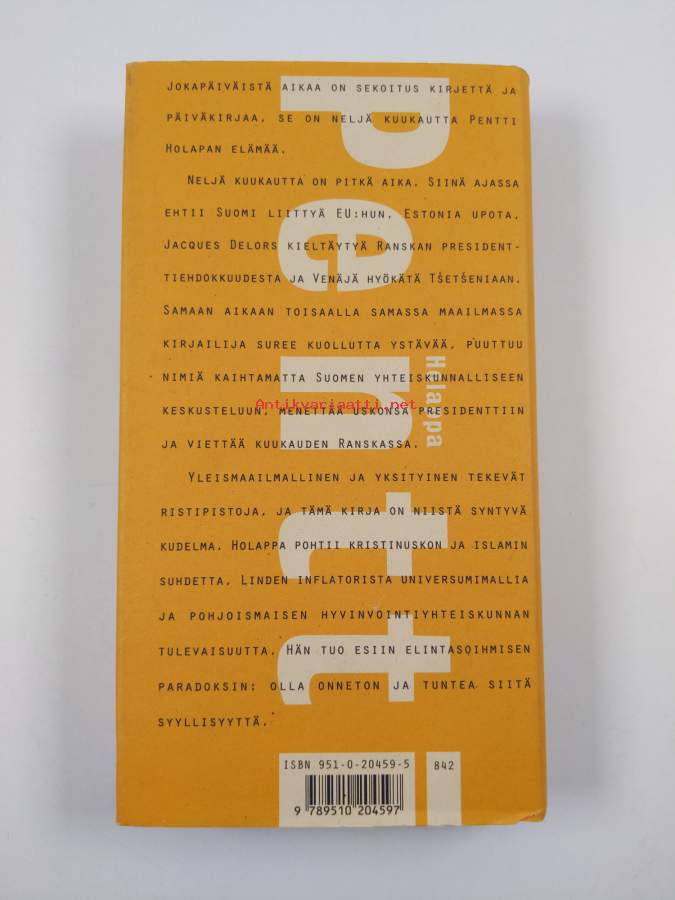 JOKAPÄIVÄISTÄ AIKAA ON SEKOITUS KIRJETTÄ JA
PÄIVÄKIRJAA, SE ON NELJÄ KUUKAUTTA PENTTI
HOLAPAN ELÄMÄÄ.
NELJÄ KUUKAUTTA ON PITKÄ AIKA. SIINÄ AJASSA
EHTII SUOMI LIITTYÄ EU:HUN, ESTONIA UPOTA,
JACQUES DELORS KIELTÄYTYÄ RANSKAN PRESIDENT-
TIEHDOKKUUDESTA JA VENÄJÄ HYÖKÄTÄ TŠETŠENIAAN.
SAMAAN AIKAAN TOISAALLA SAMASSA MAAILMASSA
KIRJAILIJA SUREE KUOLLUTTA YSTÄVÄÄ, PUUTTUU
NIMIÄ KAIHTAMATTA SUOMEN YHTEISKUNNALLISEEN
KESKUSTELUUN, MENETTÄÄ USKONSA PRESIDENTTIIN
JA VIETTÄÄ KUUKAUDEN RANSKASSA.
YLEISMAAILMALLINEN JA YKSITYINEN TEKEVÄT
RISTIPISTOJA, JA TÄMÄ KIRJA ON NIISTÄ SYNTYVÄ
KUDELMA. HOLAPPA POHTII KRISTINUSKON JA ISLAMIN
SUHDETTA, LINDEN INFLATORISTA UNIVERSUMIMALLIA
JA POHJOISMAISEN HYVINVOINTIYHTEISKUNNAN
TULEVAISUUTTA. HÄN TUO ESIIN ELINTASOIHMISEN
PARADOKSIN: OLLA ONNETON JA TUNTEA SIITÄ
SYYLLISYYTTÄ.
Pentti
Holappa
Antikvariaatti.net
ISBN 951-0-20459-5
842
9 789510 204597